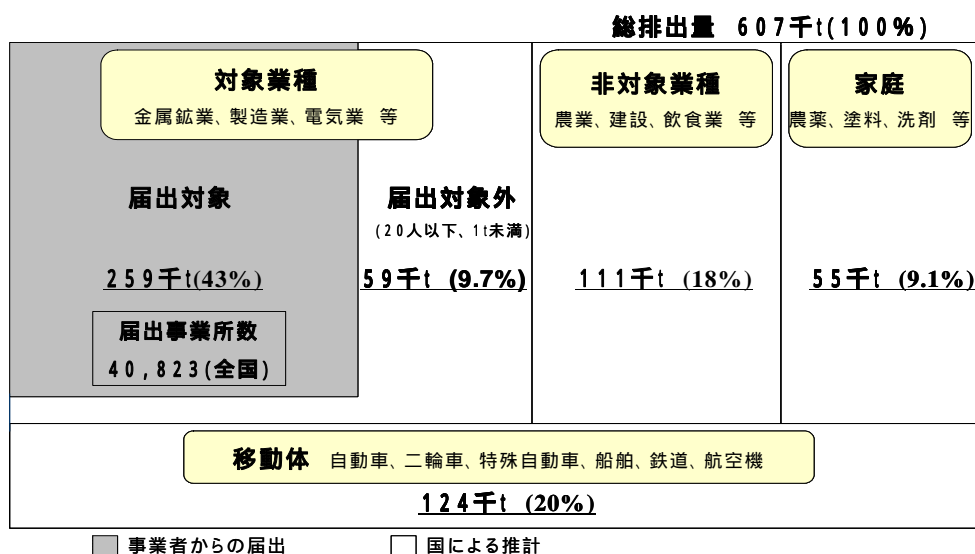 総排出量 607千t(100%)
対象業種
金属鉱業、製造業、電気業 等
非対象業種
農業、建設、飲食業 等
家庭
農薬、塗料、洗剤 等
届出対象
届出対象外
(20人以下、1t未満)
259千t(43%)
59千t (9.7%)
111千t (18%)
55千t (9.1%)
届出事業所数
40,823(全国)
移動体 自動車、二輪車、特殊自動車、船舶、鉄道、航空機
124千t (20%)
事業者からの届出
国による推計